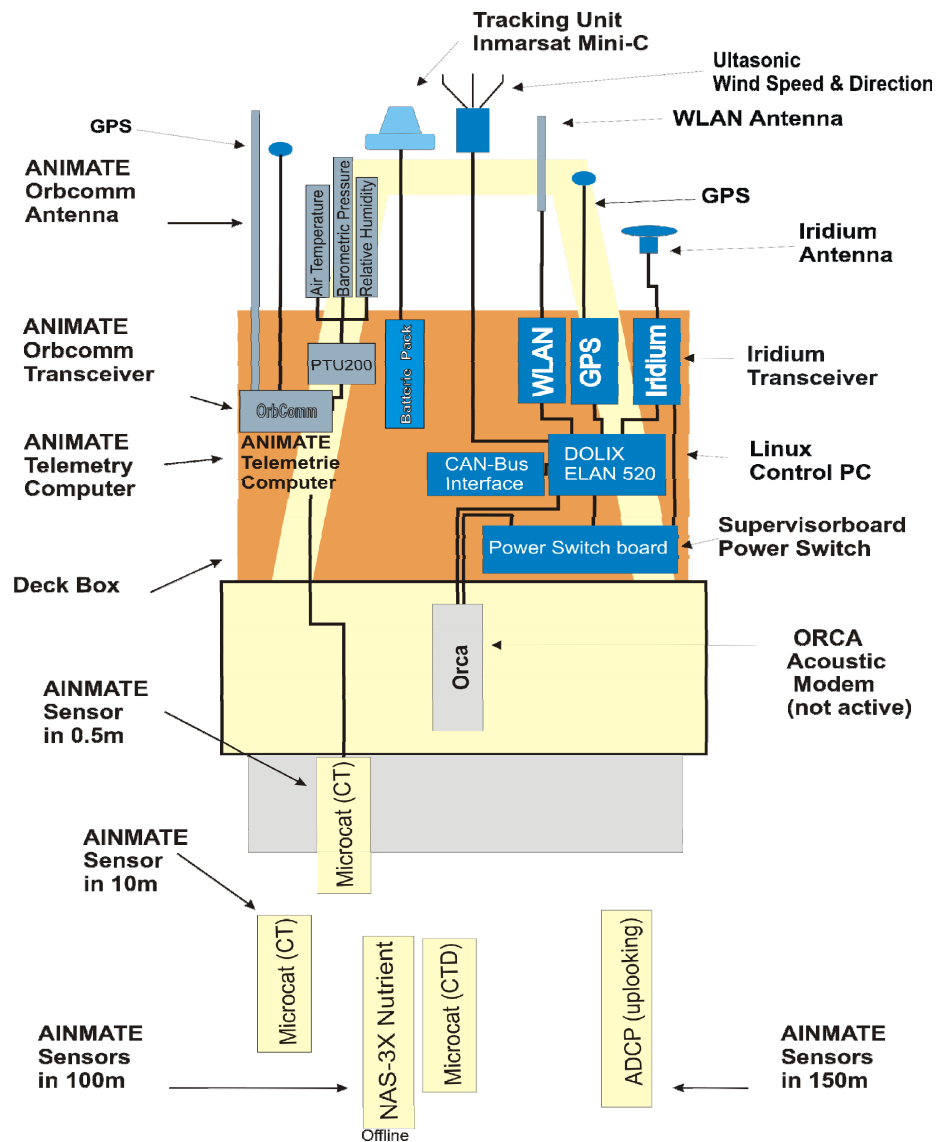 Tracking Unit
Inmarsat Mini-C
Ultasonic
Wind Speed & Direction
GPS
WLAN Antenna
ANIMATE
Orbcomm
Antenna
Air Temperature
Barometric Pressure
Relative Humidity
GPS
Iridium
Antenna
ANIMATE
Orbcomm
Transceiver
PTU200
Batterie Pack
WLAN
GPS
Iridium
Iridium
Transceiver
OrbComm
ANIMATE
Telemetry
Computer
ANIMATE
Telemetrie
Computer
CAN-Bus
Interface
DOLIX
ELAN 520
Linux
Control PC
Power Switch board
Supervisorboard
Power Switch
Deck Box
Orca
ORCA
Acoustic
Modem
(not active)
AINMATE
Sensor
in 0.5m
Microcat (CT)
AINMATE
Sensor
in 10m
Microcat (CT)
NAS-3X Nutrient
Microcat (CTD)
ADCP (uplooking)
AINMATE
Sensors
in 100m
AINMATE
Sensors
in 150m
Offline